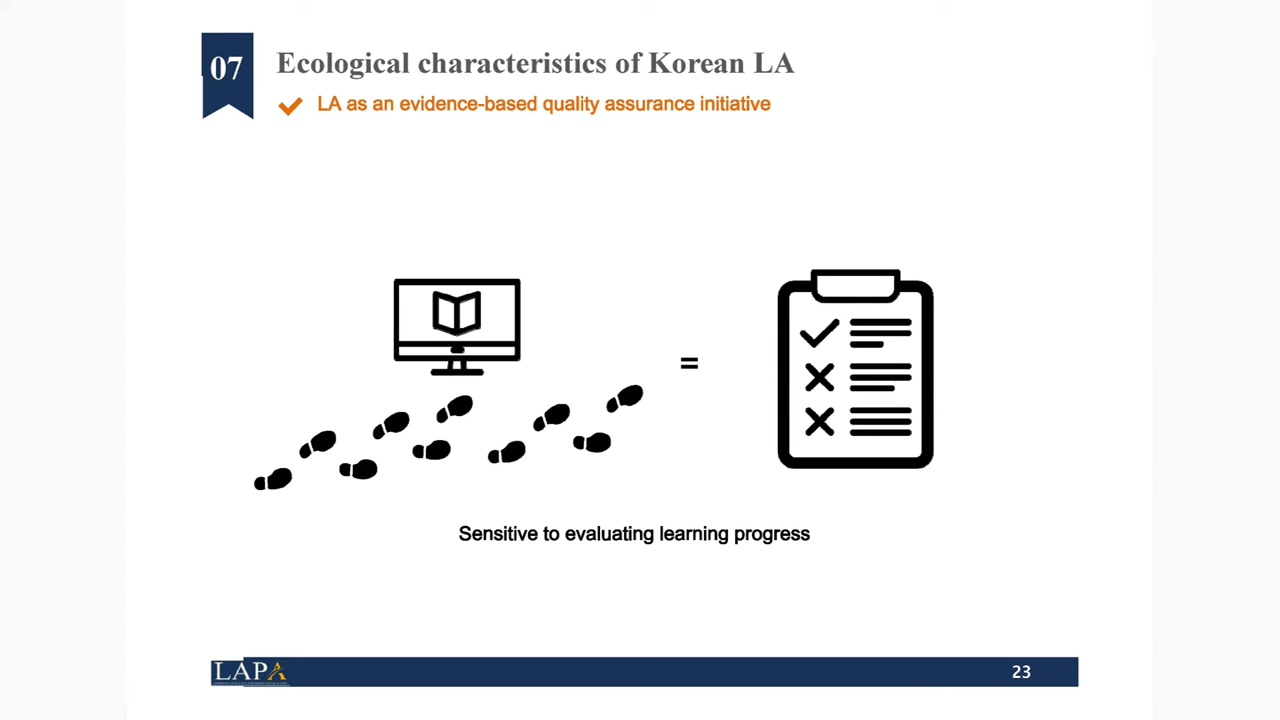 07
Ecological characteristics of Korean LA
LA as an evidence-based quality assurance initiative
=
Sensitive to evaluating learning progress
LAPA
23